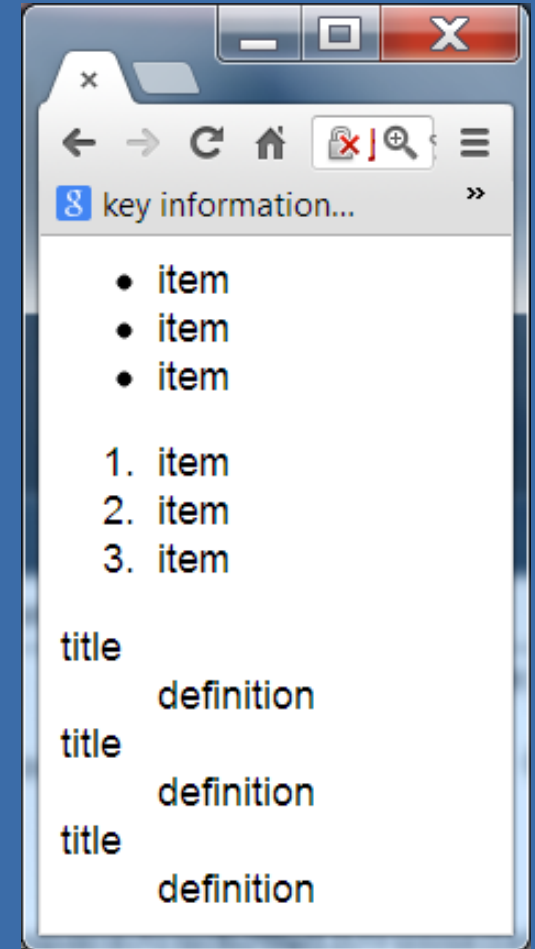 key information...
• item
• item
• item
1. item
2. item
3. item
title
definition
title
definition
title
definition